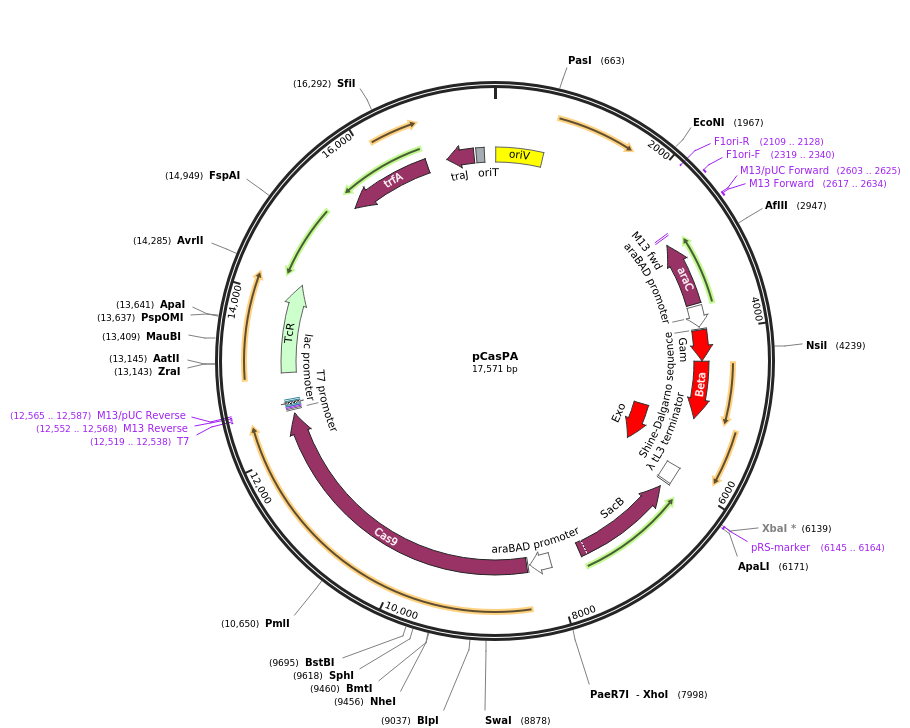 PasI (663)
(16,292) SfiI
EcoNI (1967)
F1ori-R (2109 .. 2128)
F1ori-F (2319 .. 2340)
M13/pUC Forward (2603 .. 2625)
M13 Forward (2617 .. 2634)
AflII (2947)
(14,949) FspAI
(14,285) AvrII
(13,641) ApaI
(13,637) PspOMI
(13,409) MauBI
(13,145) AatII
(13,143) ZraI
NsiI (4239)
(12,565 .. 12,587) M13/pUC Reverse
(12,552 .. 12,568) M13 Reverse
(12,519 .. 12,538) T7
XbaI * (6139)
pRS-marker (6145 .. 6164)
ApaLI (6171)
(10,650) PmlI
(9695) BstBI
(9618) SphI
(9460) BmtI
(9456) NheI
(9037) BlpI
SwaI (8878)
PaeR7I - XhoI (7998)
16,000
2000
4000
6000
8000
10,000
12,000
14,000
oriV
oriT
traJ
trfA
TcR
lac promoter
T7 promoter
Cas9
araBAD promoter
SacB
λ tL3 terminator
Shine-Dalgarno sequence
Exo
Beta
Gam
araBAD promoter
M13 fwd
araC
pCasPA
17,571 bp